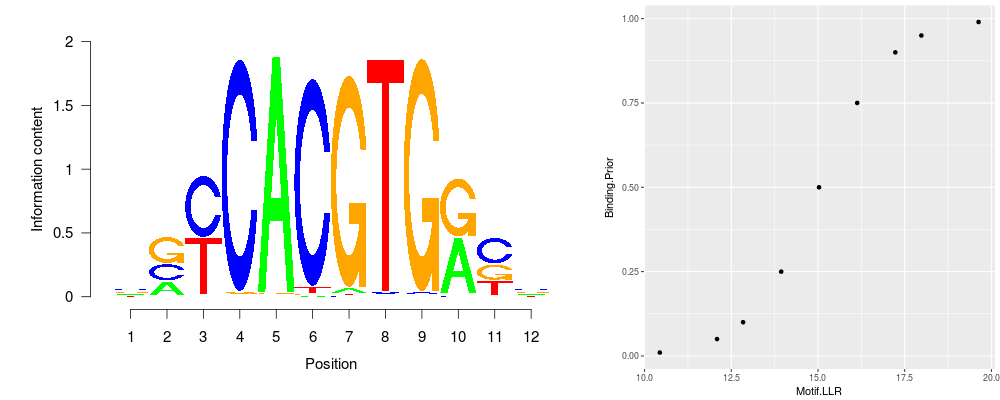 2
1.5
1
0.5
0
Information content
G
C
A
C
T
C
A
C
G
T
G
G
A
C
G
T
1 2 3 4 5 6 7 8 9 10 11 12
Position
1.00
0.75
0.50
0.25
0.00
Binding.Prior
10.0 12.5 15.0 17.5 20.0
Motif.LLR